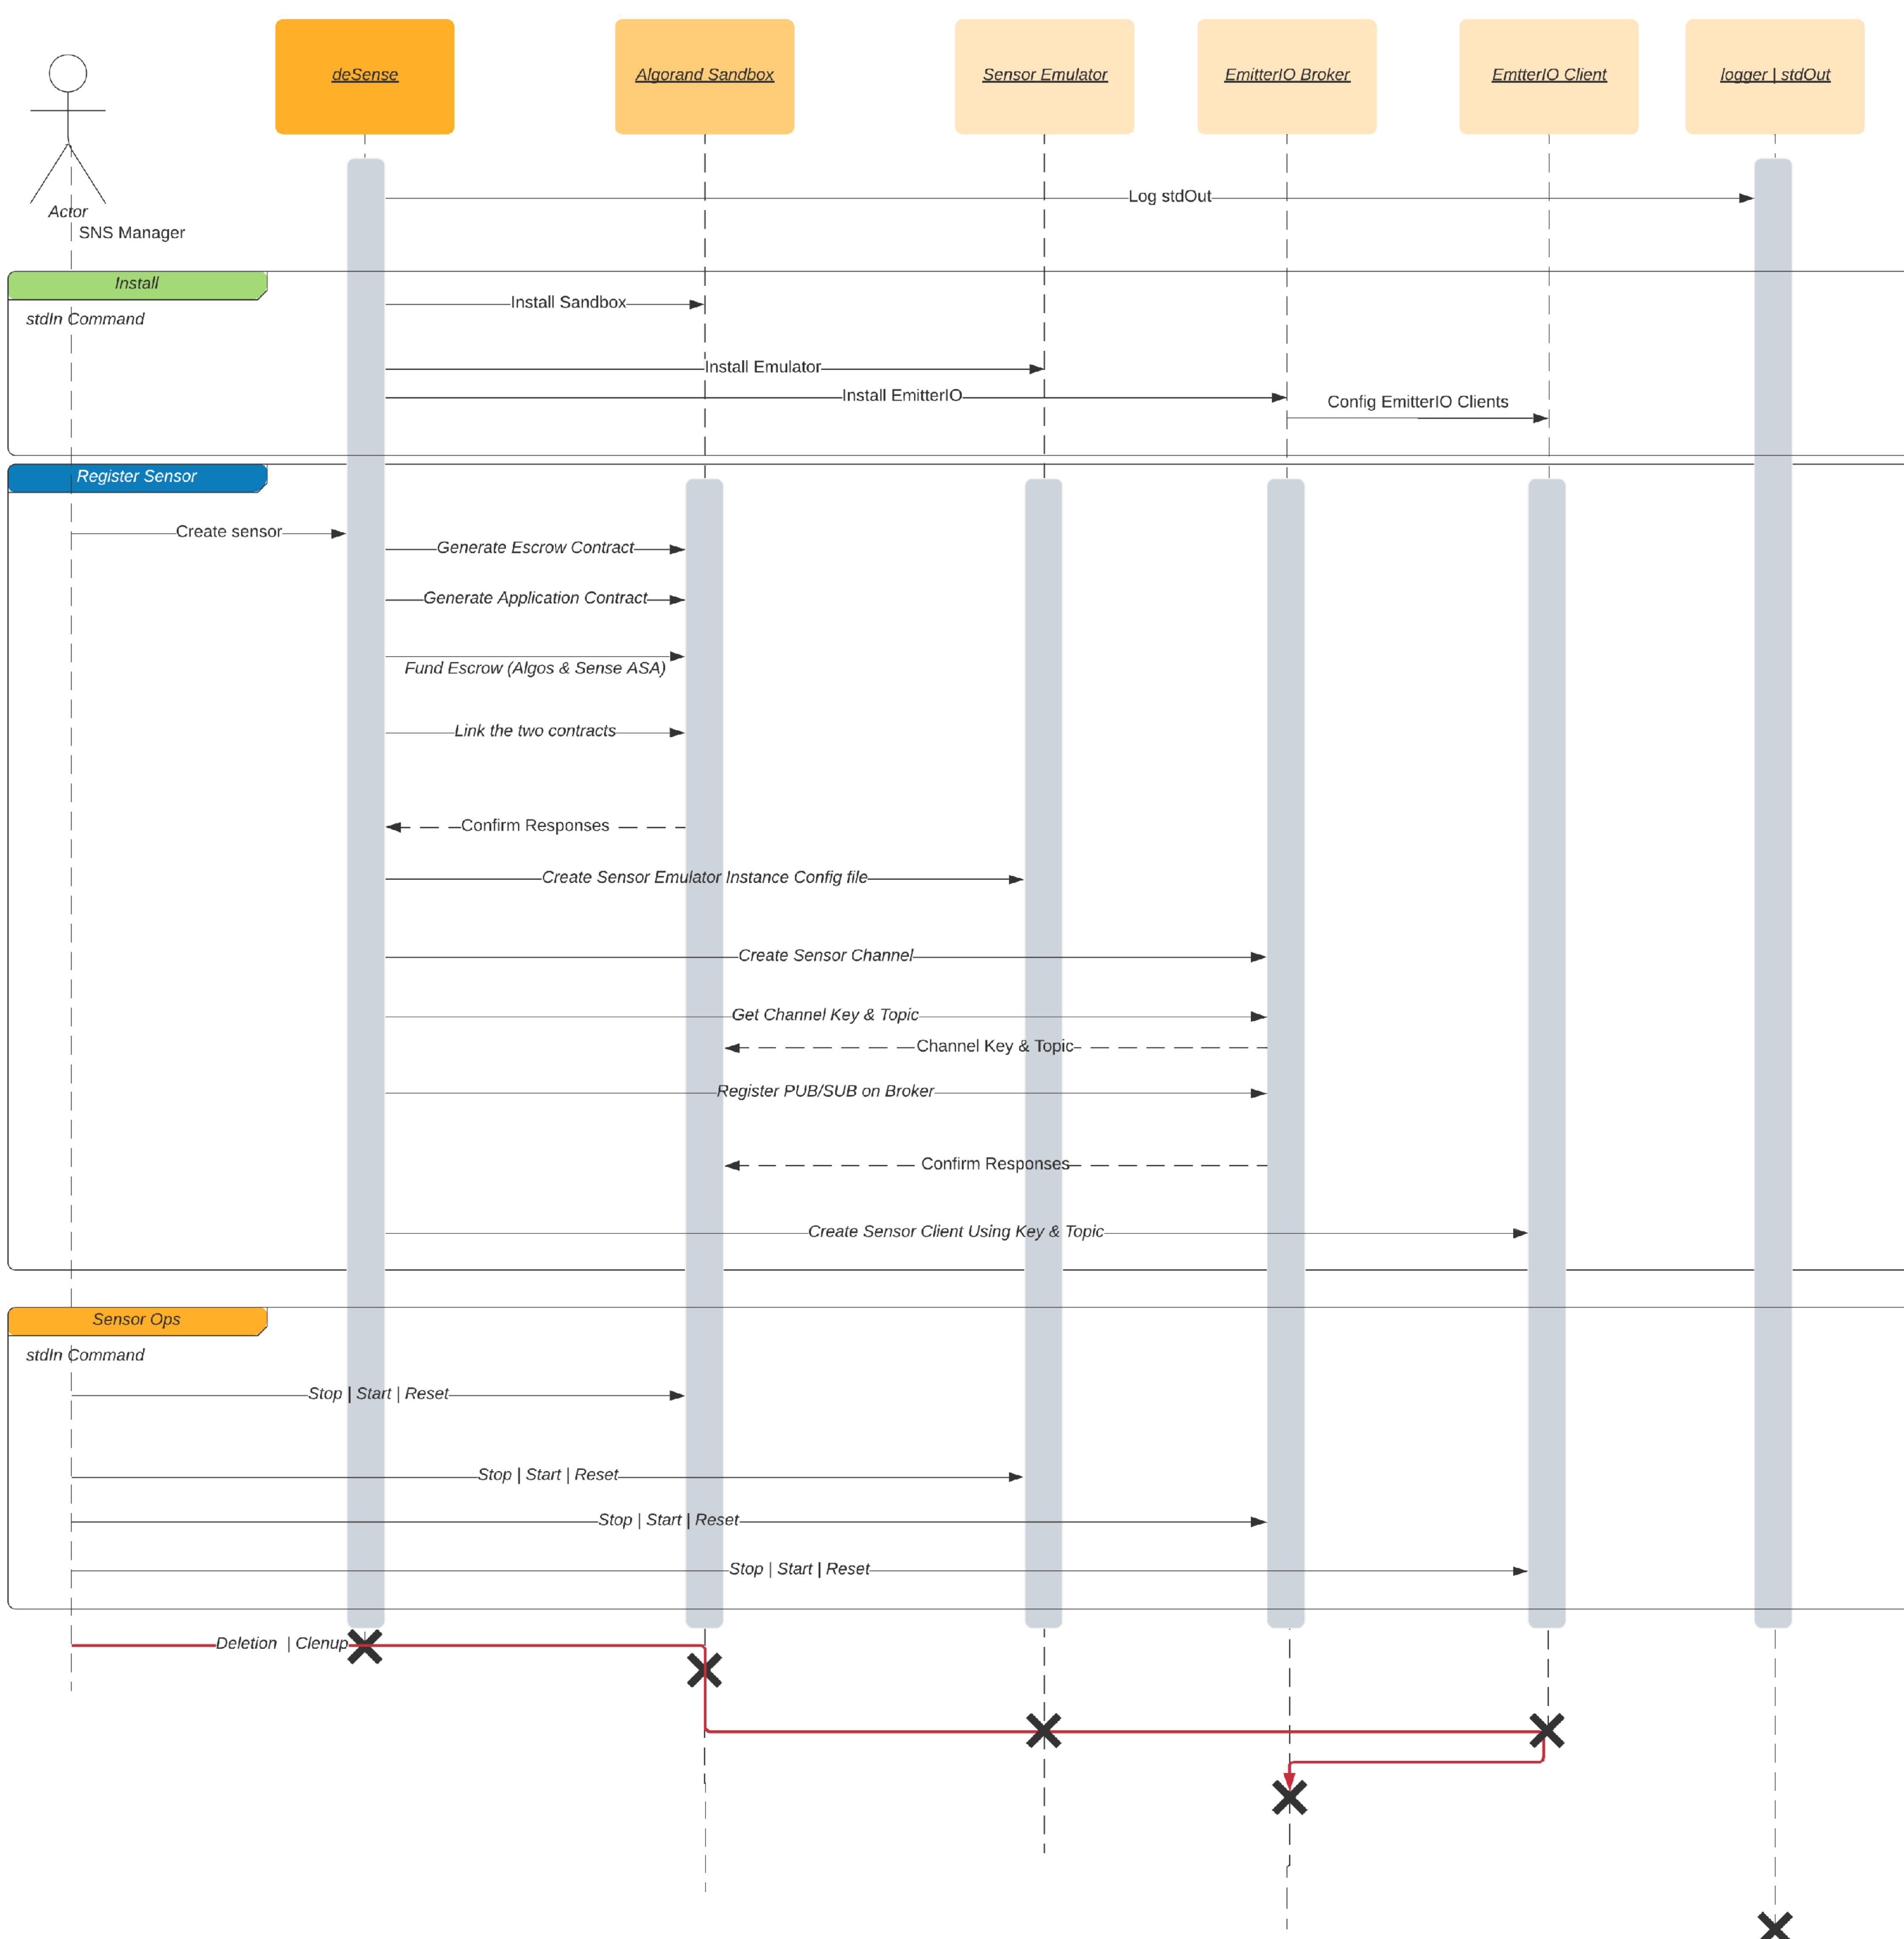 deSense
Algorand Sandbox
Sensor Emulator
EmitterIO Broker
EmtterIO Client
logger | stdOut
Log stdOut
Actor
SNS Manager
Install
Install Sandbox
stdIn Command
Install Emulator
Install EmitterIO
Config EmitterIO Clients
Register Sensor
Create sensor
Generate Escrow Contract
Generate Application Contract
Fund Escrow (Algos & Sense ASA)
Link the two contracts
Confirm Responses
Create Sensor Emulator Instance Config file
Create Sensor Channel
Get Channel Key & Topic
Channel Key & Topic
Register PUB/SUB on Broker
Confirm Responses
Create Sensor Client Using Key & Topic
Sensor Ops
stdIn Command
Stop | Start | Reset
Stop | Start | Reset
Stop | Start | Reset
Stop | Start | Reset
Deletion | Clenup